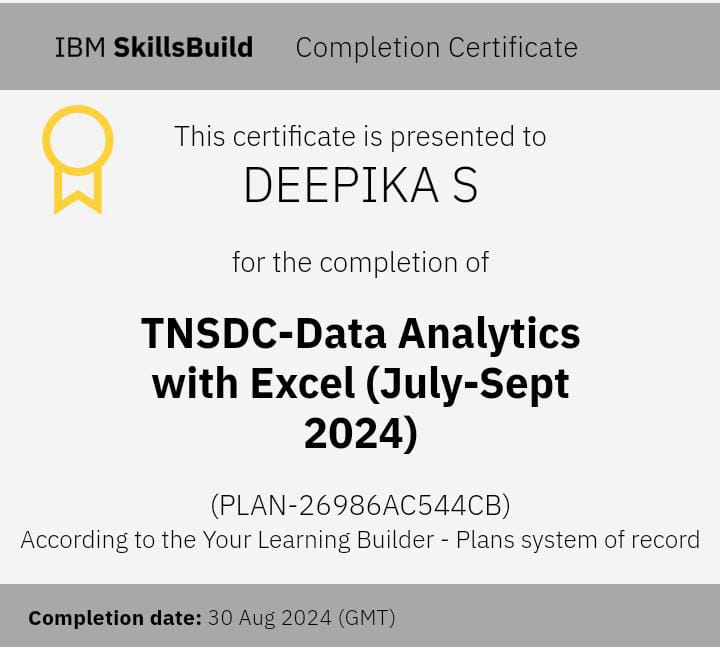 IBM SkillsBuild Completion Certificate
This certificate is presented to
DEEPIKA S
for the completion of
TNSDC-Data Analytics
with Excel (July-Sept
2024)
(PLAN-26986AC544CB)
According to the Your Learning Builder - Plans system of record
Completion date: 30 Aug 2024 (GMT)